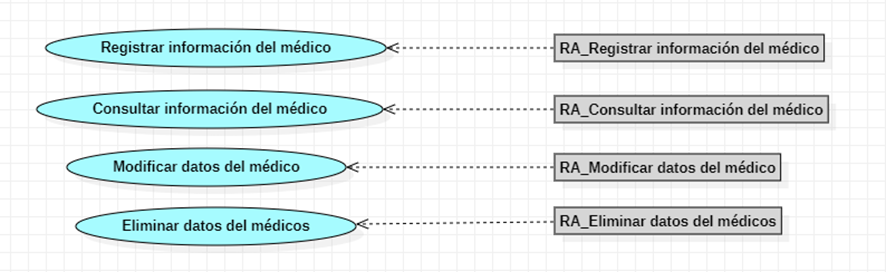 Registrar información del médico
RA_Registrar información del médico
Consultar información del médico
RA_Consultar información del médico
Modificar datos del médico
RA_Modificar datos del médico
Eliminar datos del médicos
RA_Eliminar datos del médicos